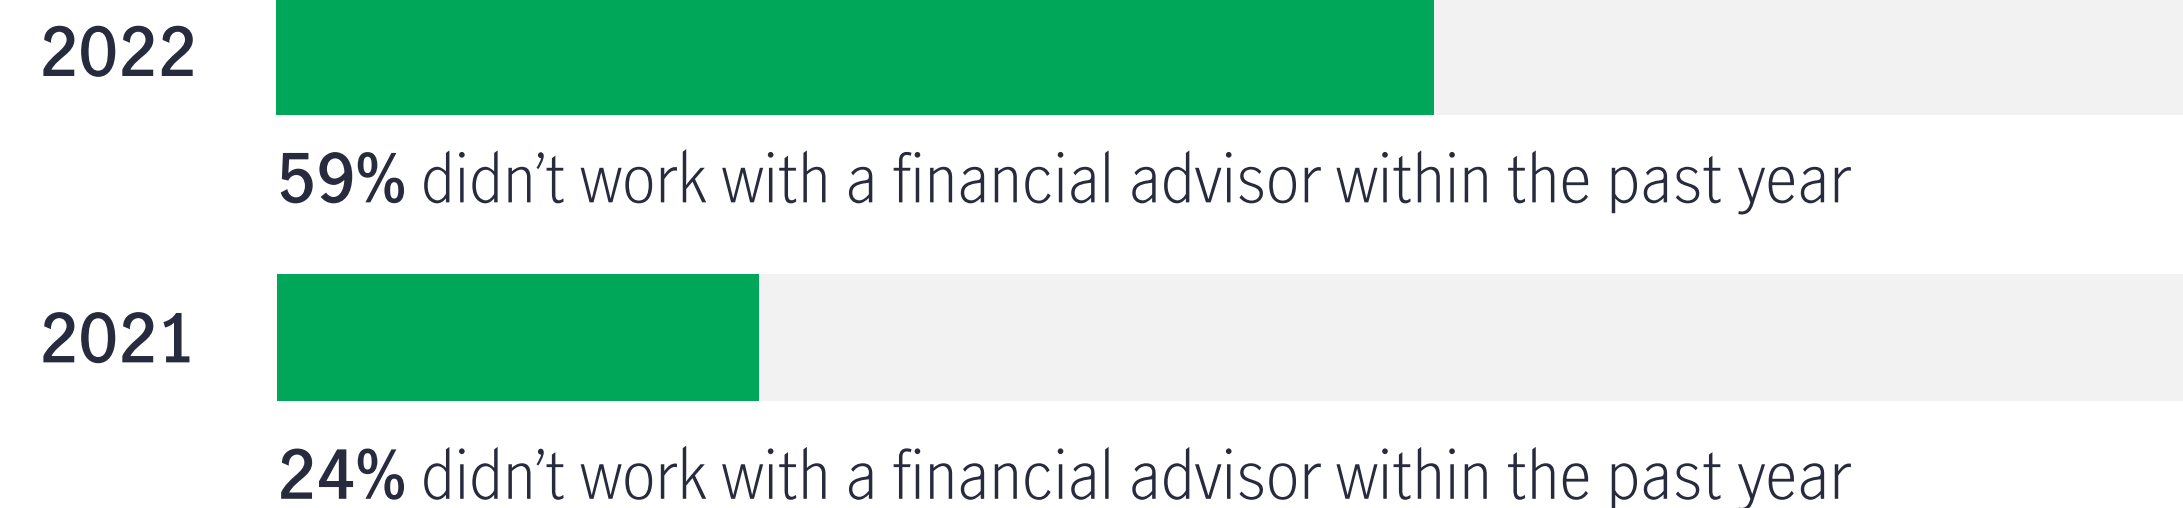 2022
59% didn’t work with a financial advisor within the past year
2021
24% didn’t work with a financial advisor within the past year